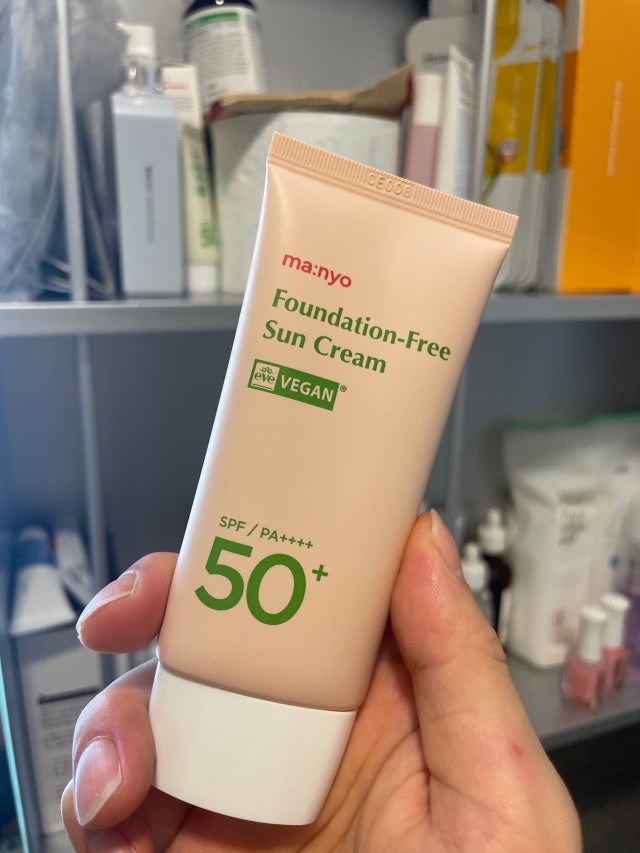 CE006
ma:nyo
Foundation-Free
Sun Cream
eve VEGAN®
SPF / PA++++
50+